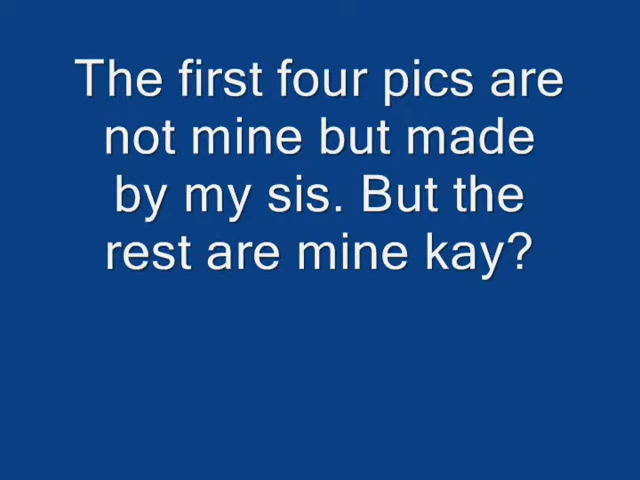 The first four pics are
not mine but made
by my sis. But the
rest are mine kay?